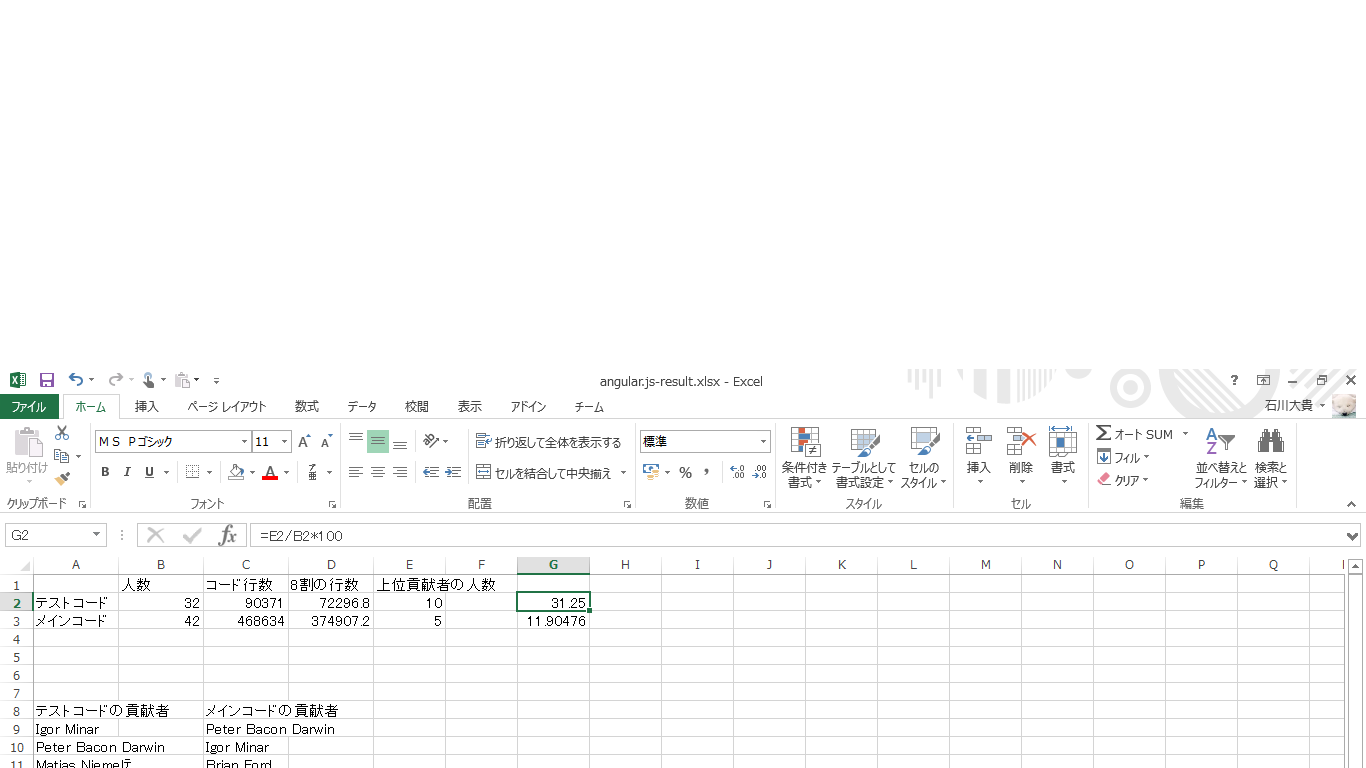 angular.js-result.xlsx - Excel
?
ファイル ホーム 挿入 ページ レイアウト 数式 データ 校閲 表示 アドイン チーム 石川大貴
貼り付け
クリップボード
ＭＳ Ｐゴシック 11 A A
B I U A 亜
フォント
折り返して全体を表示する
セルを結合して中央揃え
配置
標準
% , .0 .00 .00 .0
数値
条件付き書式 テーブルとして書式設定 セルのスタイル
スタイル
挿入 削除 書式
セル
Σ オート SUM
フィル
クリア
並べ替えとフィルター 検索と選択
編集
G2 fx =E2/B2*100
A B C D E F G H I J K L M N O P Q
1 人数 コード行数 8割の行数 上位貢献者の人数
2 テストコード 32 90371 72296.8 10 31.25
3 メインコード 42 468634 374907.2 5 11.90476
4
5
6
7
8 テストコードの貢献者 メインコードの貢献者
9 Igor Minar Peter Bacon Darwin
10 Peter Bacon Darwin Igor Minar
11 Matias Brian Ford